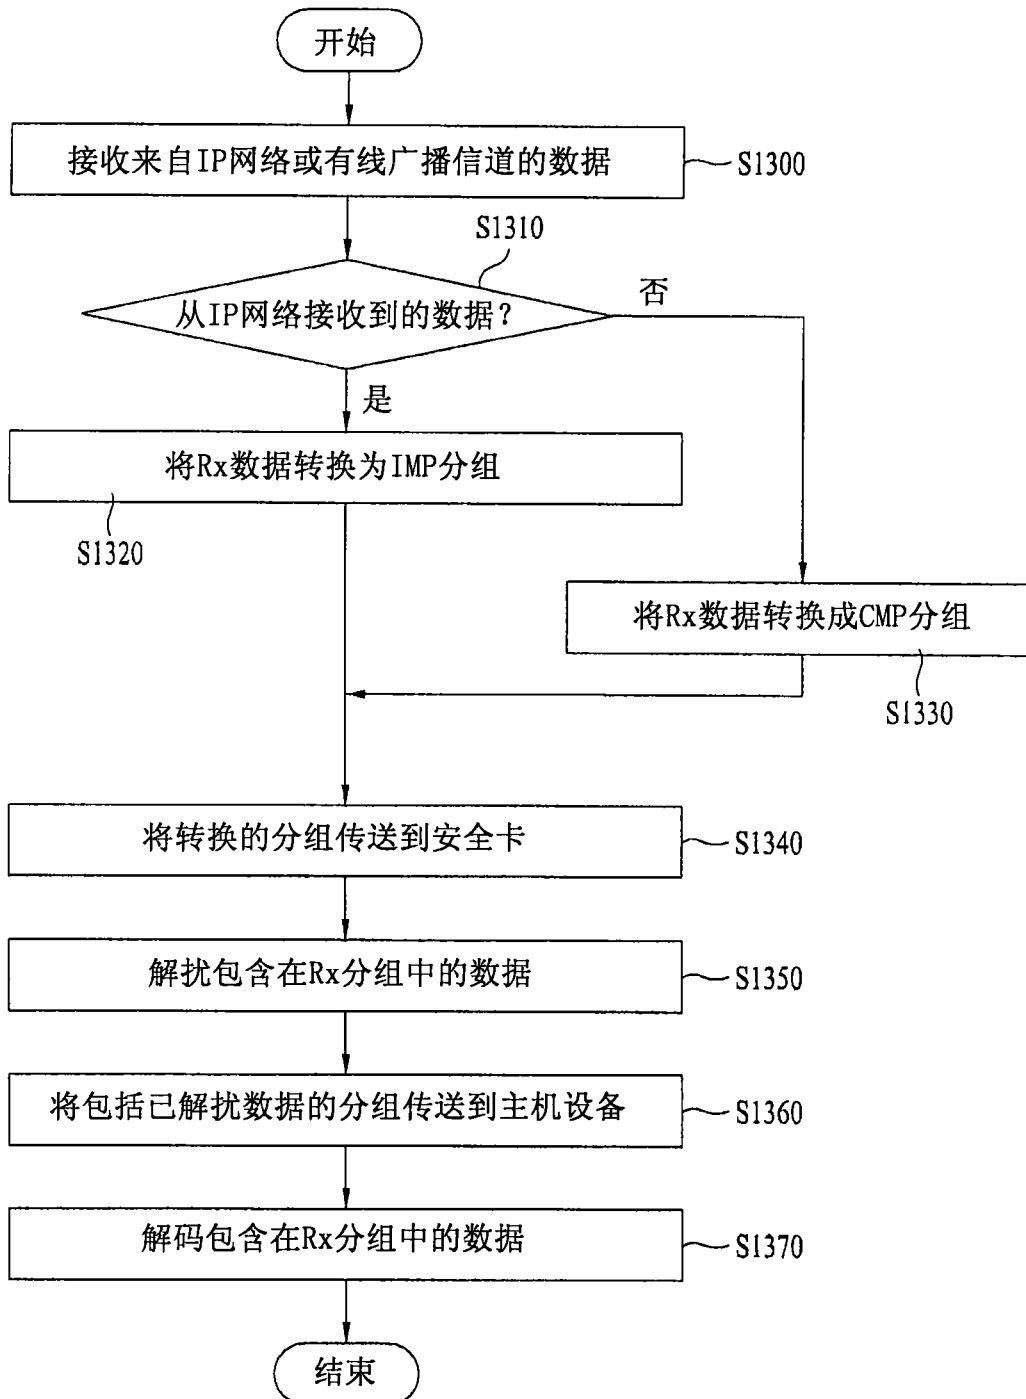 开始
接收来自IP网络或有线广播信道的数据
S1300
S1310
从IP网络接收到的数据？
否
是
将Rx数据转换为IMP分组
S1320
将Rx数据转换成CMP分组
S1330
将转换的分组传送到安全卡
S1340
解扰包含在Rx分组中的数据
S1350
将包括已解扰数据的分组传送到主机设备
S1360
解码包含在Rx分组中的数据
S1370
结束